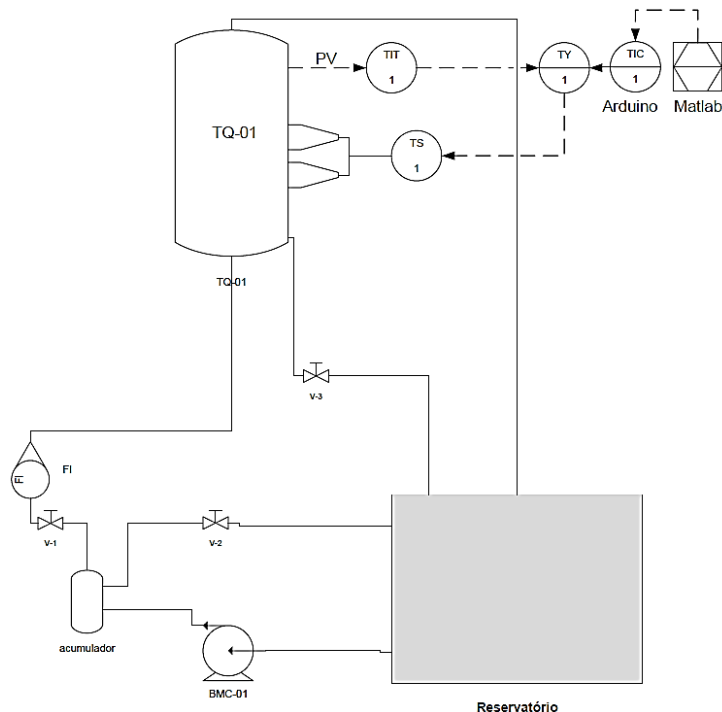 PV
TIT
1
TY
1
TIC
1
Arduino
Matlab
TQ-01
TS
1
TQ-01
V-3
FI
FI
V-1
V-2
acumulador
BMC-01
Reservatório